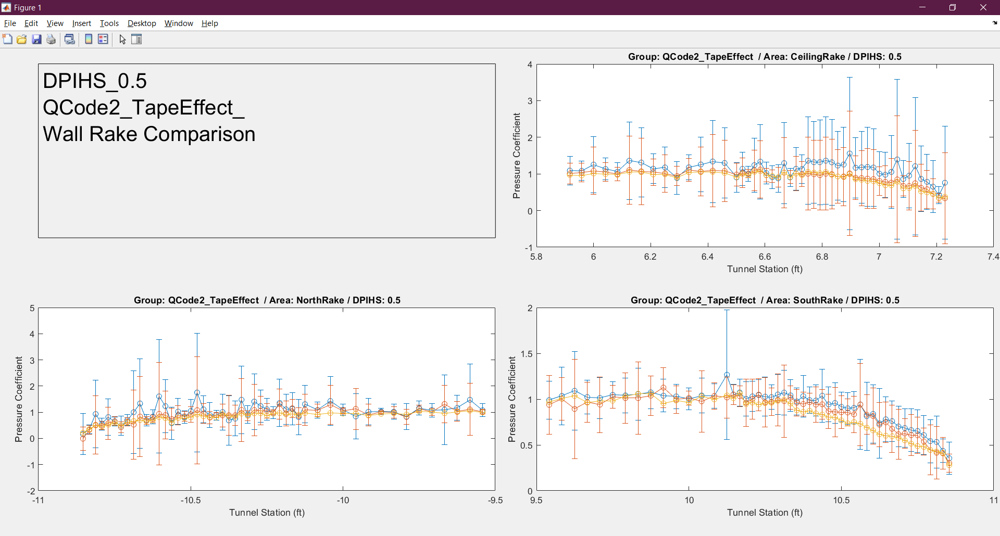 Figure 1
File Edit View Insert Tools Desktop Window Help
DPIHS_0.5
QCode2_TapeEffect_
Wall Rake Comparison
Group: QCode2_TapeEffect / Area: CeilingRake / DPIHS: 0.5
Pressure Coefficient
4
3
2
1
0
-1
5.8 6 6.2 6.4 6.6 6.8 7 7.2 7.4
Tunnel Station (ft)
Group: QCode2_TapeEffect / Area: NorthRake / DPIHS: 0.5
Pressure Coefficient
5
4
3
2
1
0
-1
-2
-11 -10.5 -10 -9.5
Tunnel Station (ft)
Group: QCode2_TapeEffect / Area: SouthRake / DPIHS: 0.5
Pressure Coefficient
2
1.5
1
0.5
0
9.5 10 10.5 11
Tunnel Station (ft)